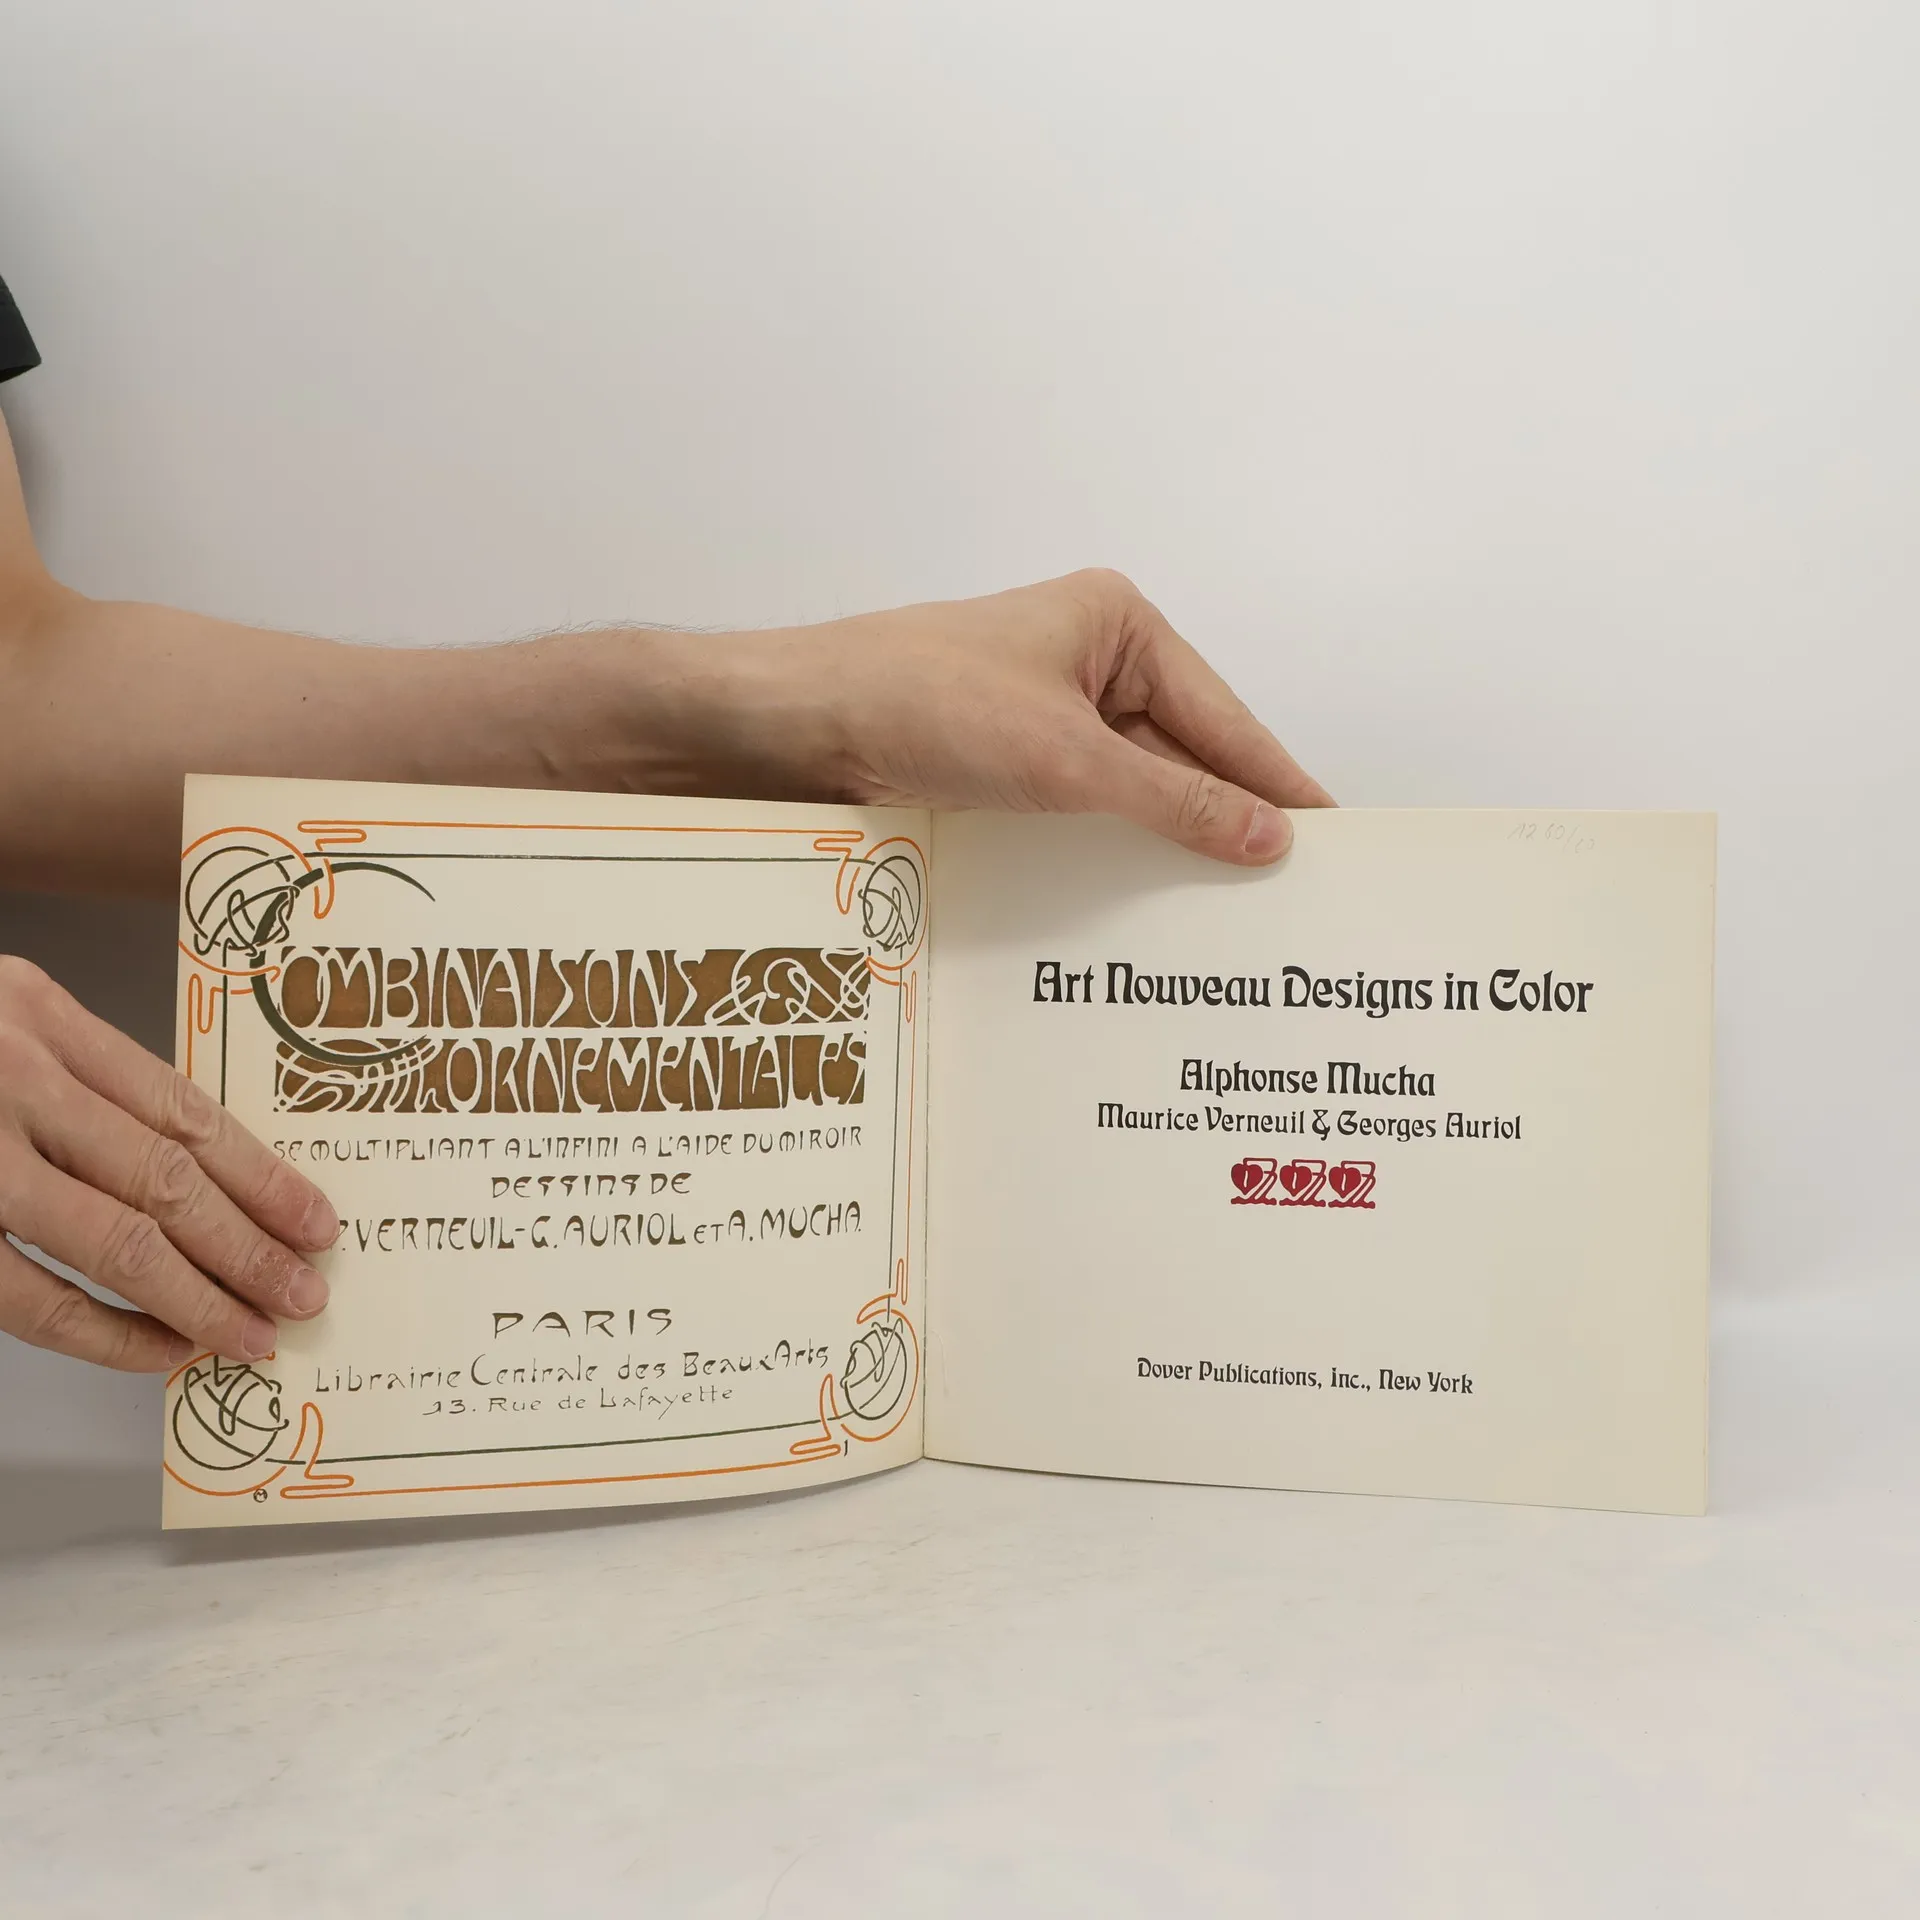 COMBINAISONS
ORNEMENTALES
SE MULTIPLIANT A L'INFINI A L'AIDE DU MIROIR
DESSINS DE
P. VERNEUIL-G. AURIOL ET A. MUCHA.
PARIS
Librairie Centrale des Beaux Arts
13. Rue de Lafayette
1
M
Art Nouveau Designs in Color
Alphonse Mucha
Maurice Verneuil & Georges Auriol
Dover Publications, Inc., New York